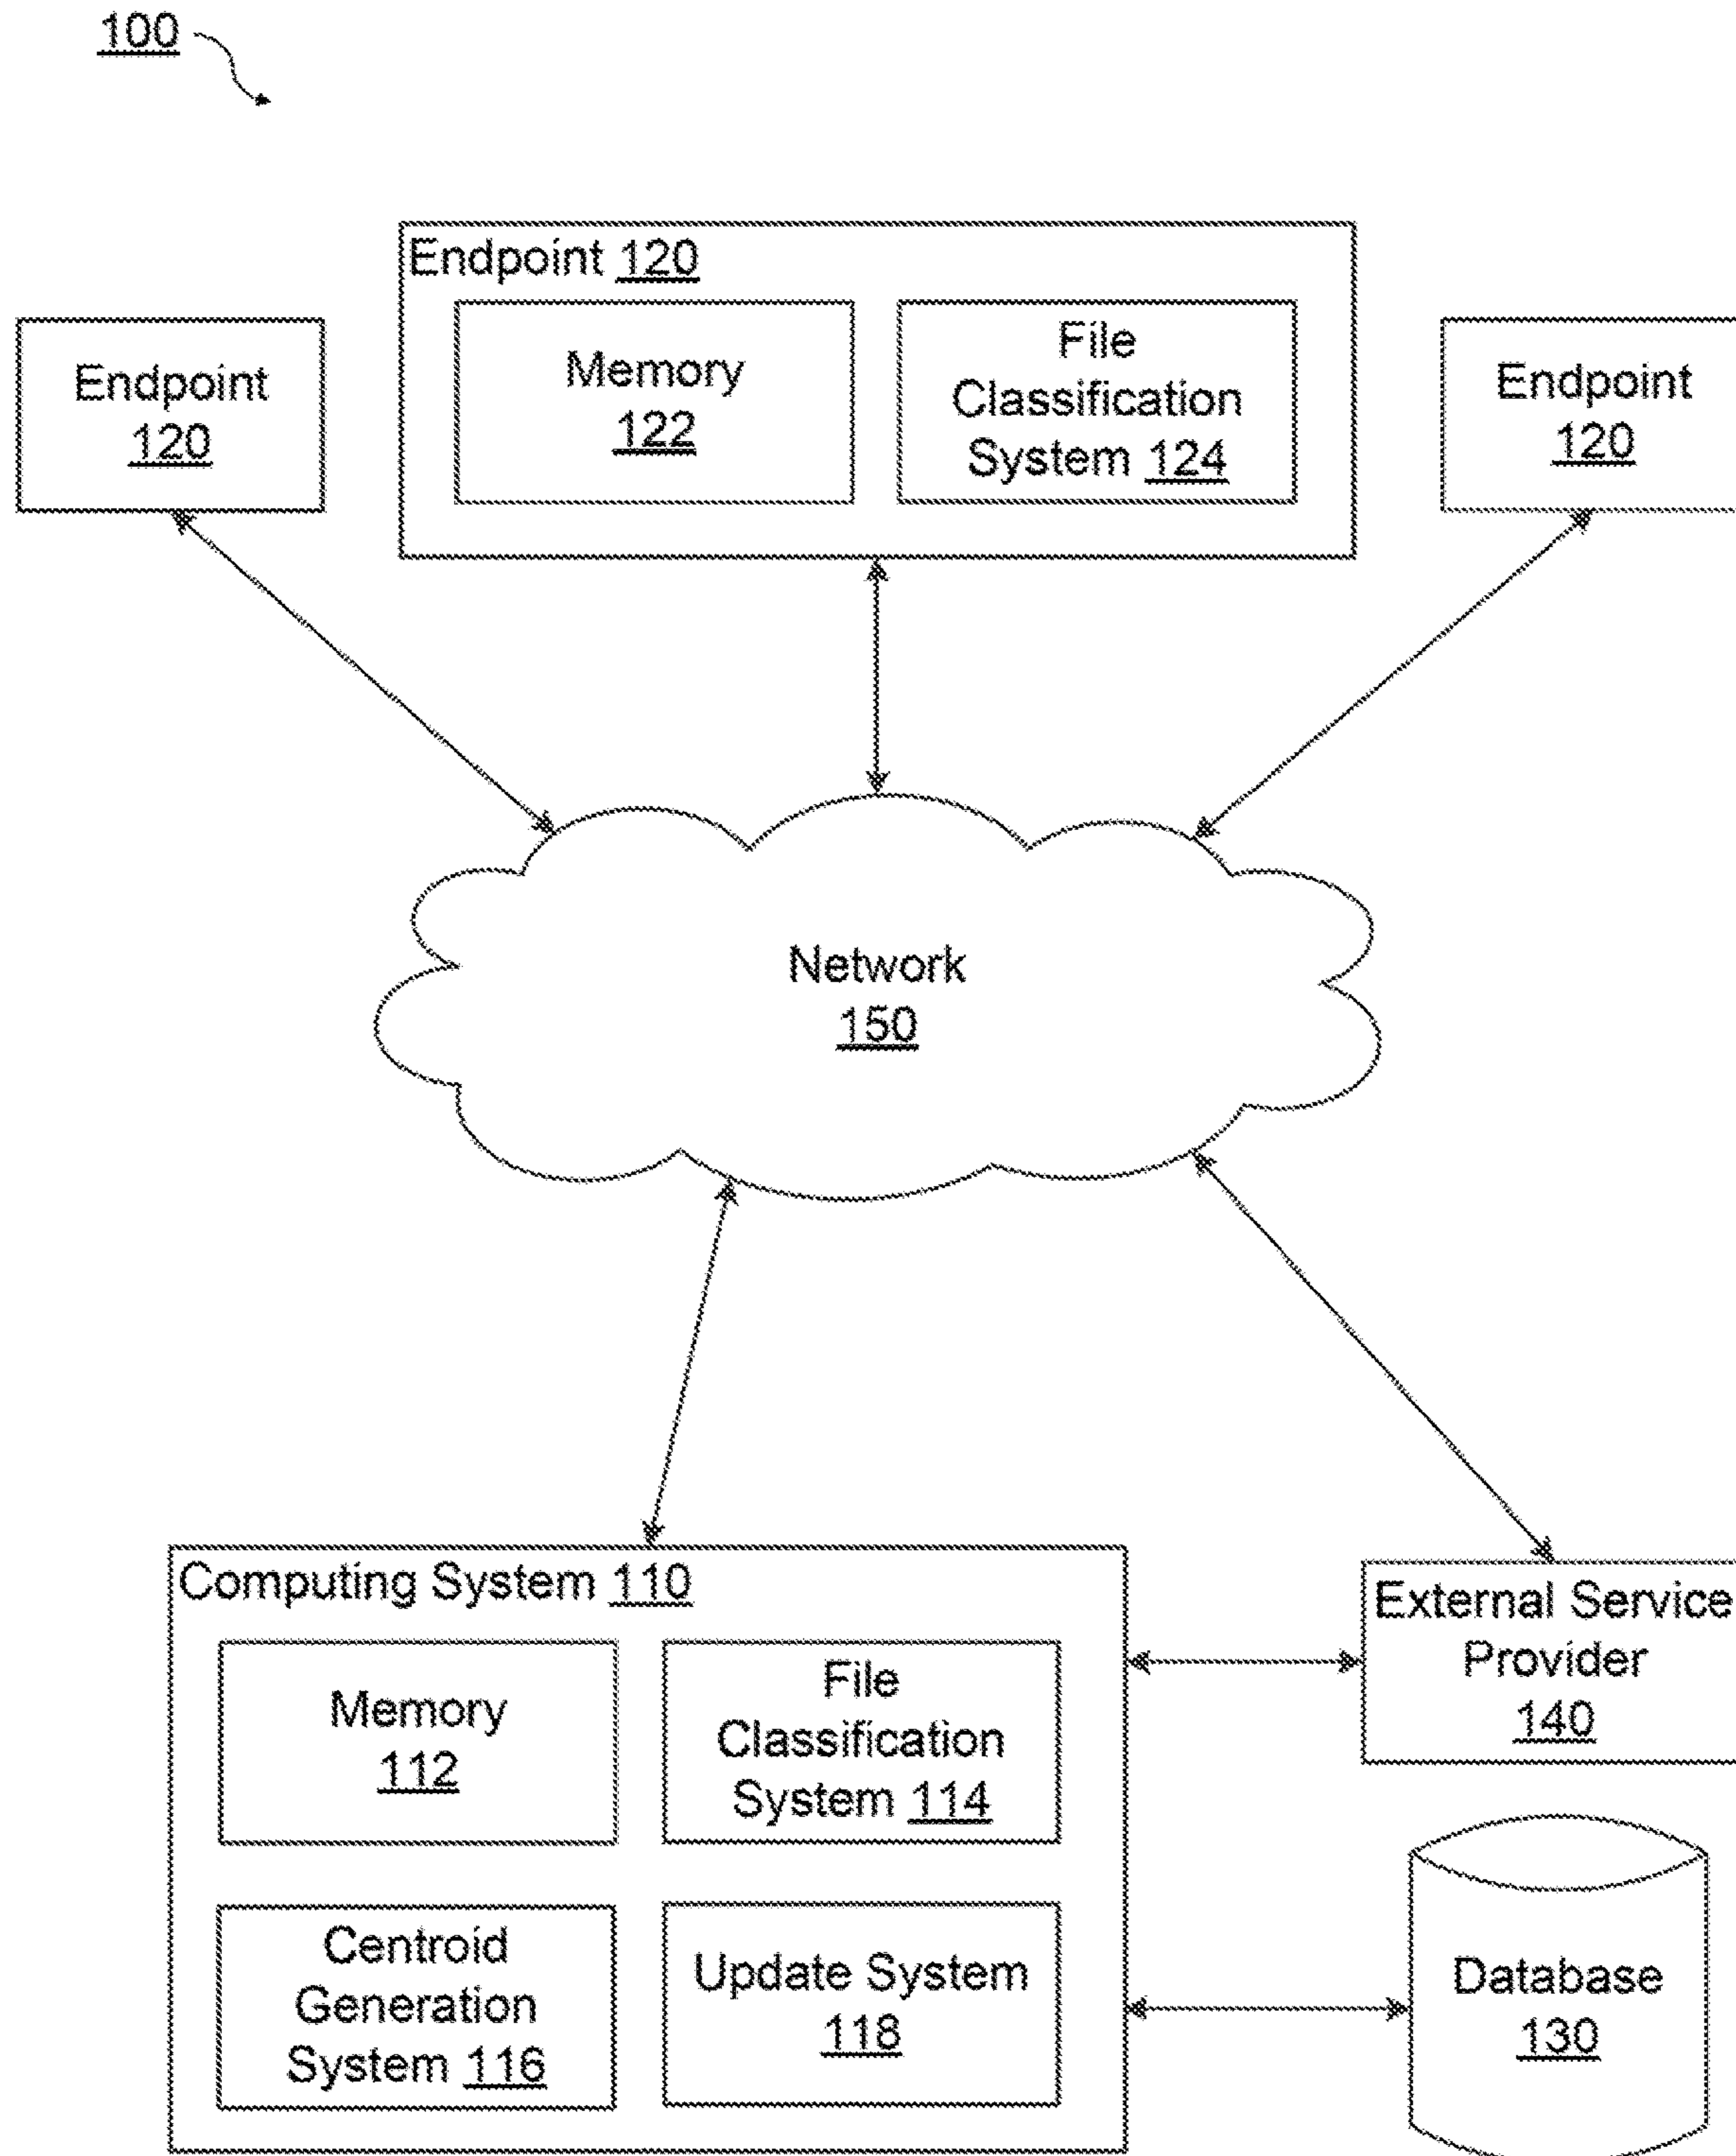 100
Endpoint 120
Memory
122
File
Classification
System 124
Endpoint
120
Endpoint
120
Network
150
Computing System 110
Memory
112
File
Classification
System 114
Centroid
Generation
System 116
Update System
118
External Service
Provider
140
Database
130